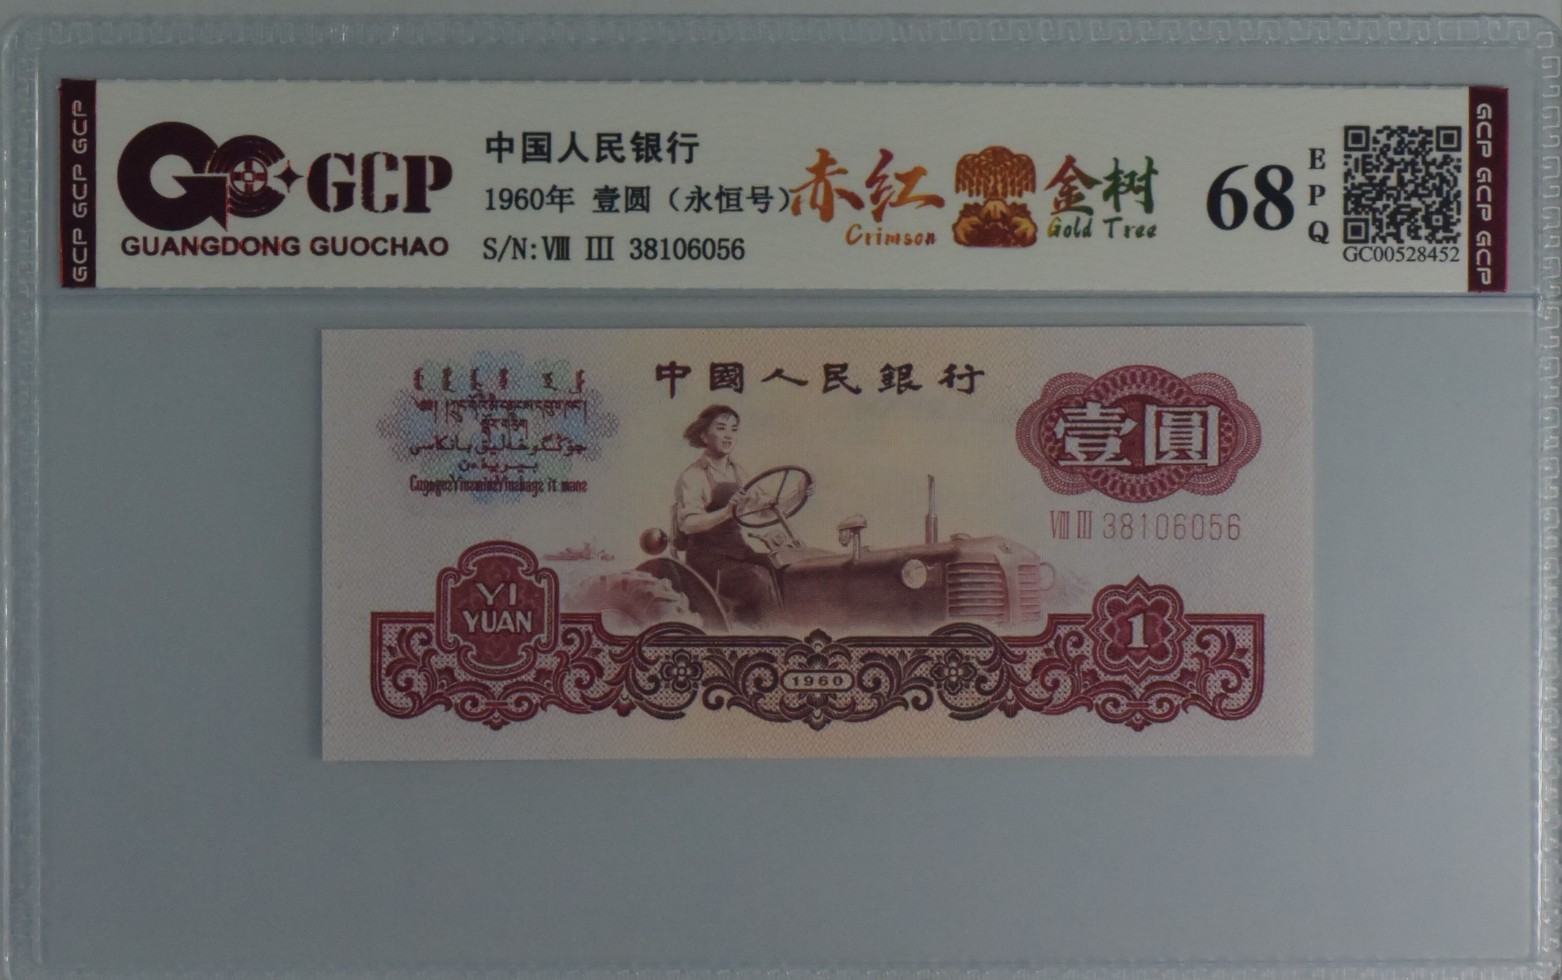 GCP GCP GCP
GCP
GUANGDONG GUOCHAO
中国人民银行
1960年 壹圆（永恒号）
S/N:Ⅷ Ⅲ 38106056
赤红 金树
Crimson Gold Tree
68
E
P
Q
GC00528452
GCP GCP GCP
中國人民銀行
壹圓
Ⅷ Ⅲ 38106056
YI
YUAN
1
1960